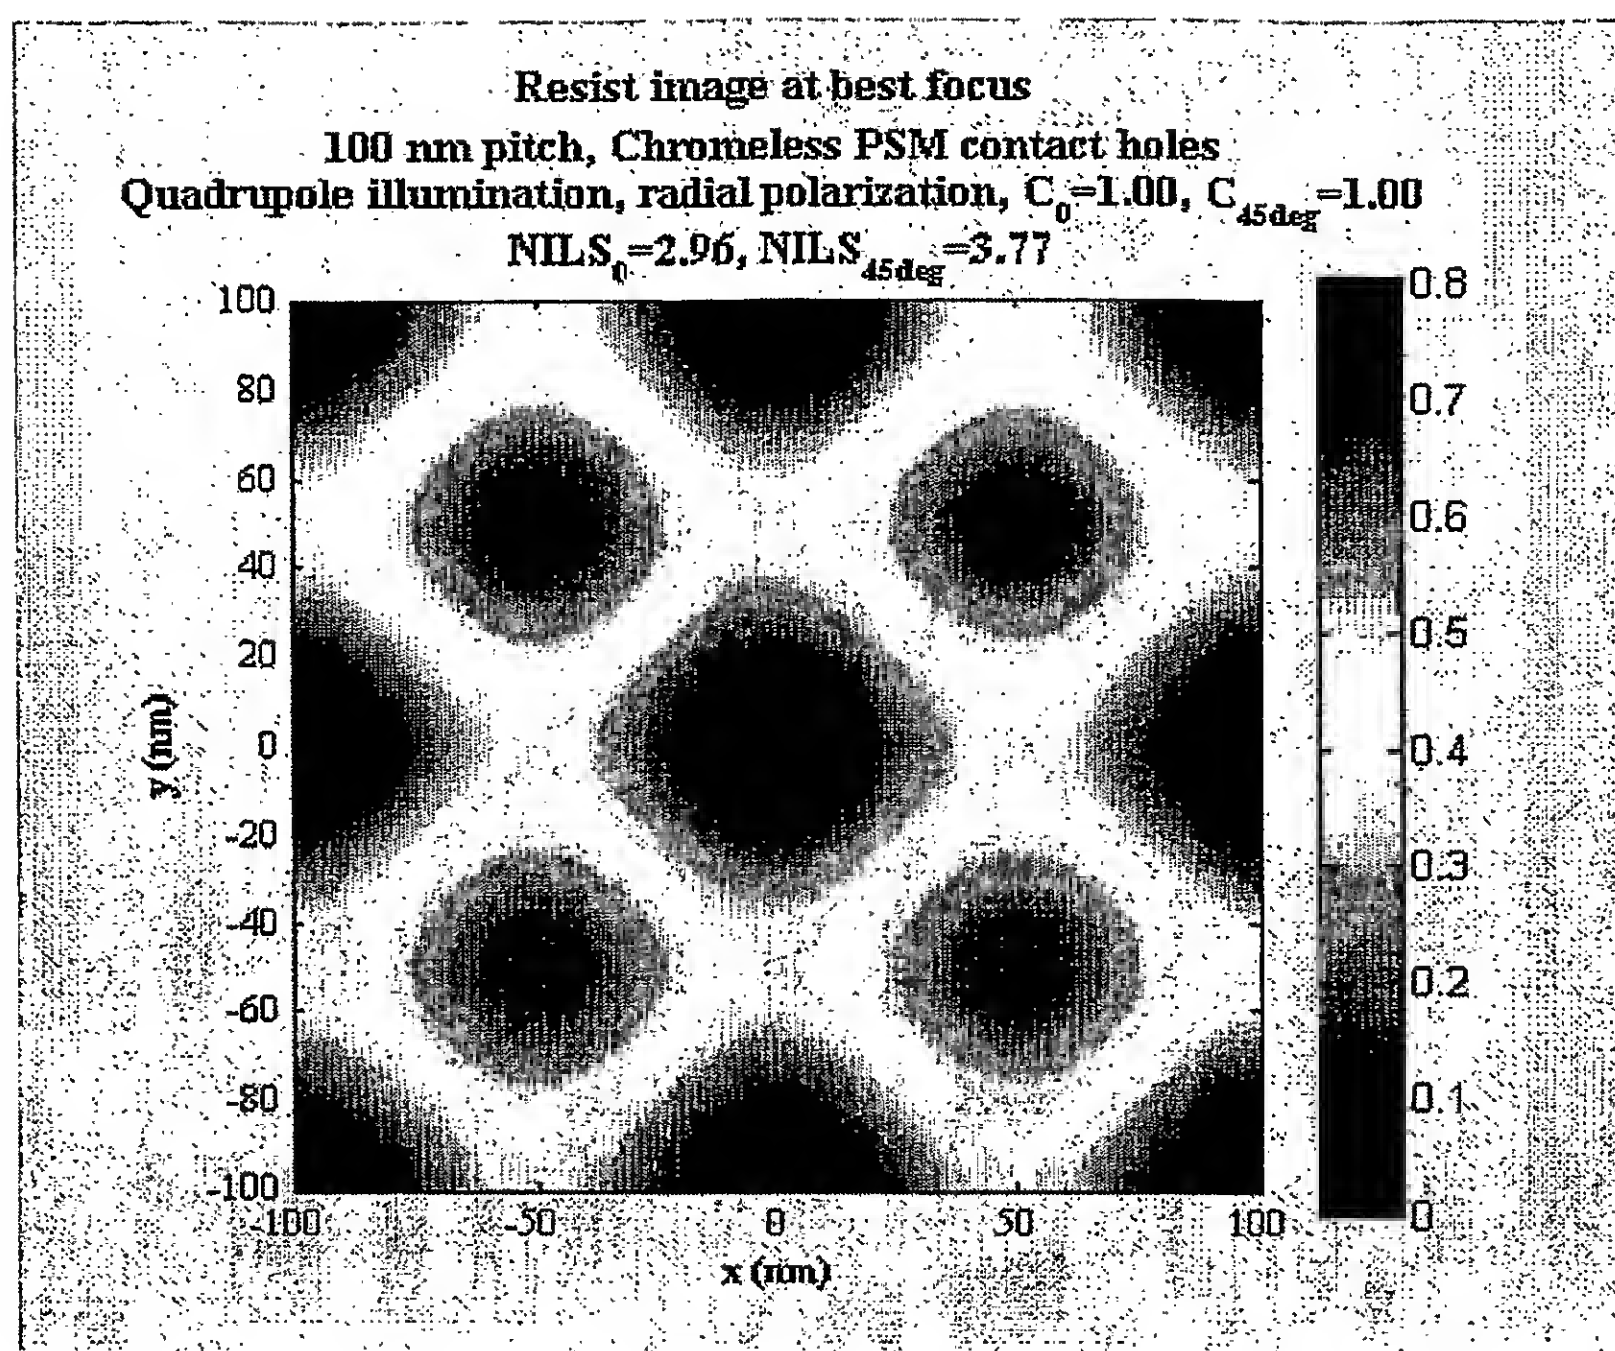 Resist image at best focus
100 nm pitch, Chromeless PSM contact holes
Quadrupole illumination, radial polarization, C0=1.00, C45deg=1.00
NILS0=2.96, NILS45deg=3.77
100
80
60
40
20
0
-20
-40
-60
-80
-100
y (nm)
-100 -50 0 50 100
x (nm)
0.8
0.7
0.6
0.5
0.4
0.3
0.2
0.1
0